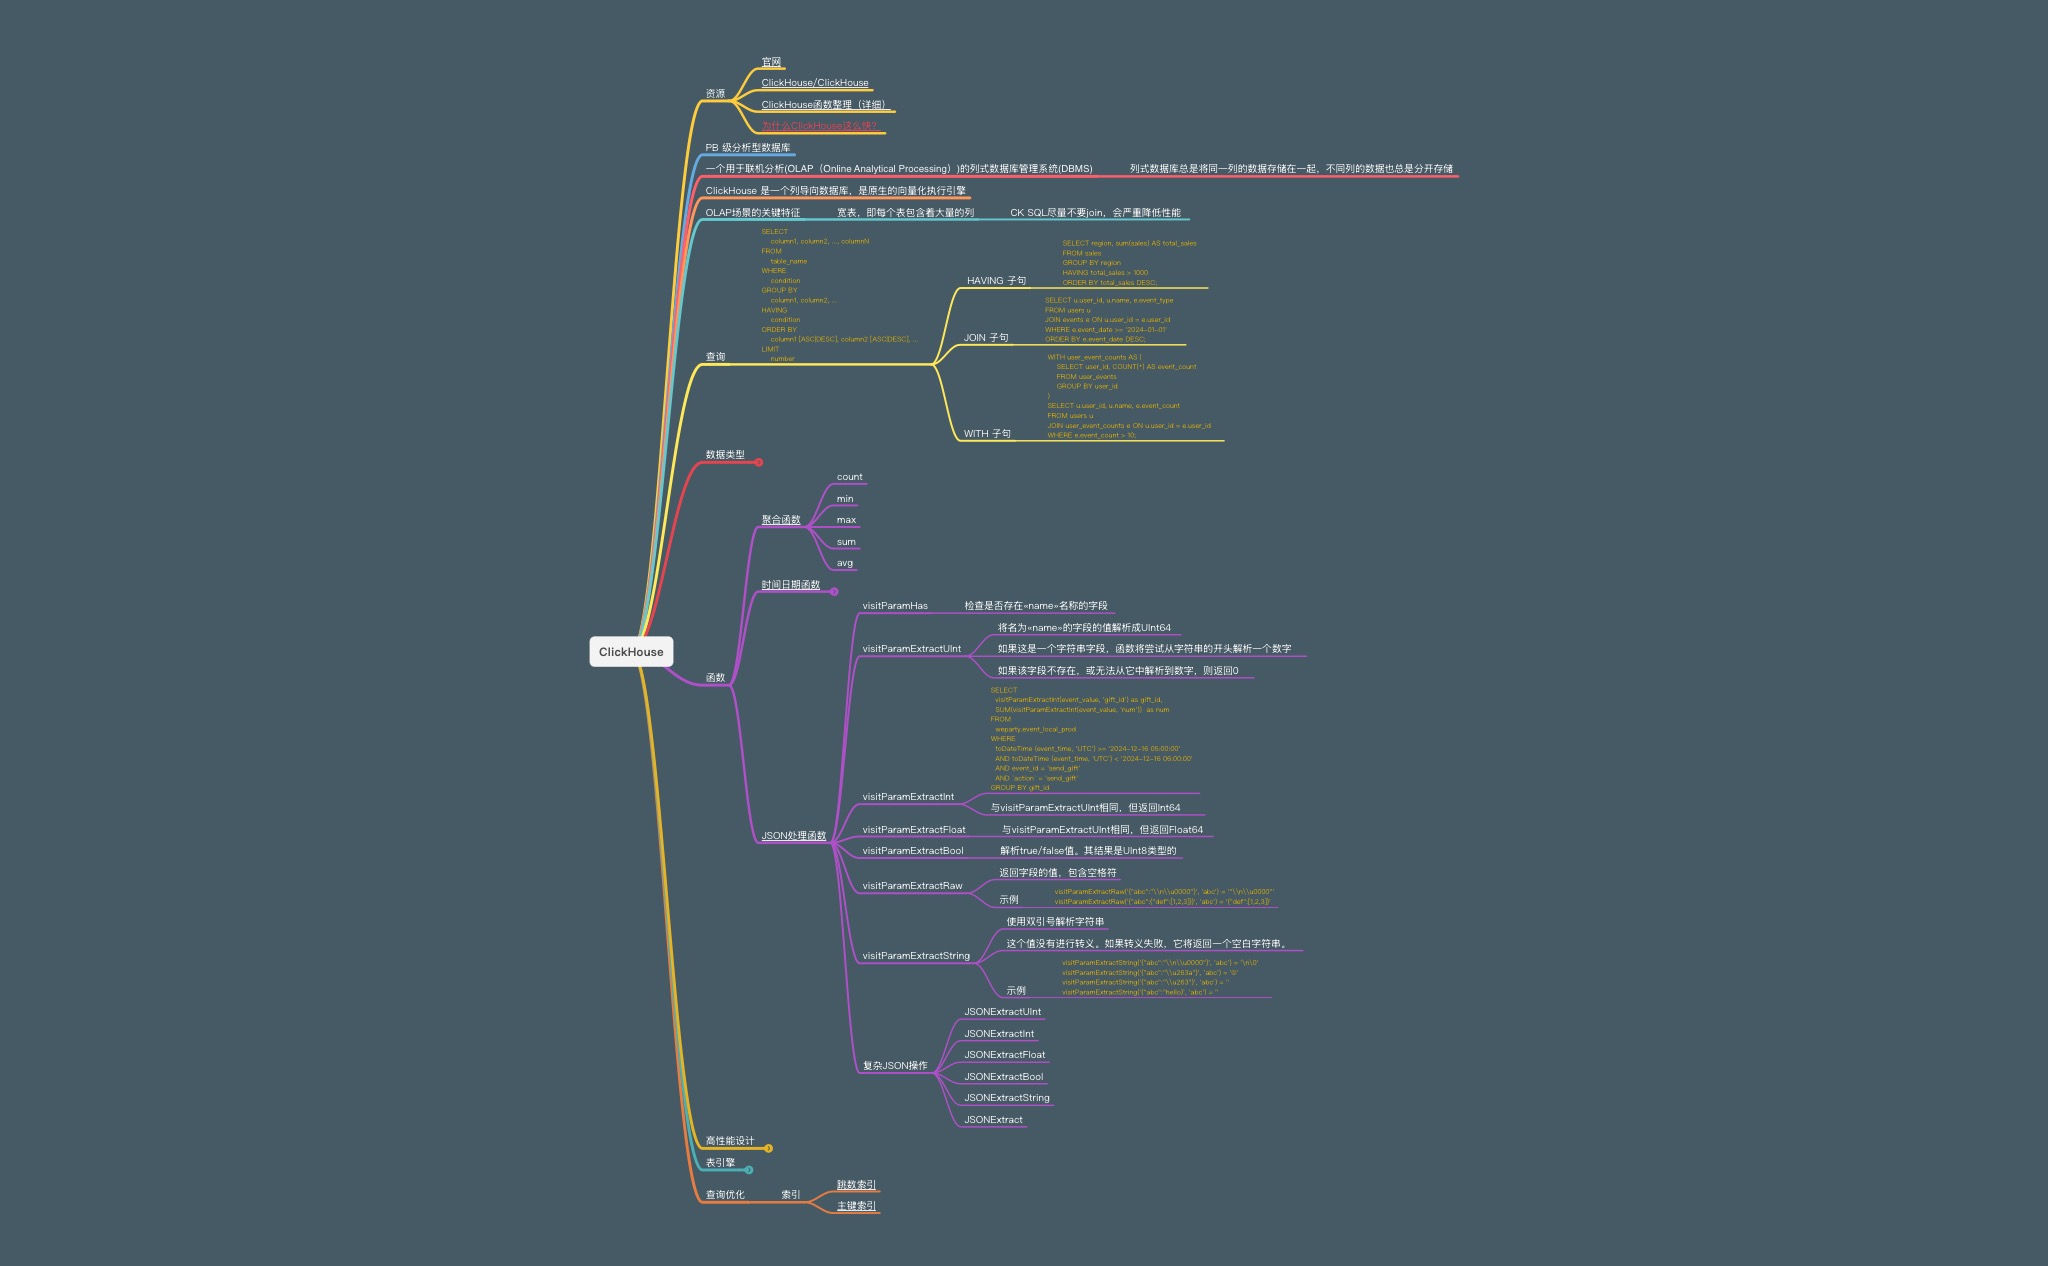 官网
ClickHouse/ClickHouse
资源
ClickHouse函数整理（详细）
为什么ClickHouse这么快？
PB 级分析型数据库
一个用于联机分析(OLAP（Online Analytical Processing）)的列式数据库管理系统(DBMS)
列式数据库总是将同一列的数据存储在一起，不同列的数据也总是分开存储
ClickHouse 是一个列导向数据库，是原生的向量化执行引擎
OLAP场景的关键特征
宽表，即每个表包含着大量的列
CK SQL尽量不要join，会严重降低性能
查询
SELECT
column1, column2, ..., columnN
FROM
table_name
WHERE
condition
GROUP BY
column1, column2, ...
HAVING
condition
ORDER BY
column1 [ASC|DESC], column2 [ASC|DESC], ...
LIMIT
number
HAVING 子句
SELECT region, sum(sales) AS total_sales
FROM sales
GROUP BY region
HAVING total_sales > 1000
ORDER BY total_sales DESC;
JOIN 子句
SELECT u.user_id, u.name, e.event_type
FROM users u
JOIN events e ON u.user_id = e.user_id
WHERE e.event_date >= '2024-01-01'
ORDER BY e.event_date DESC;
WITH 子句
WITH user_event_counts AS (
SELECT user_id, COUNT(*) AS event_count
FROM user_events
GROUP BY user_id
)
SELECT u.user_id, u.name, e.event_count
FROM users u
JOIN user_event_counts e ON u.user_id = e.user_id
WHERE e.event_count > 10;
数据类型
ClickHouse
函数
聚合函数
count
min
max
sum
avg
时间日期函数
JSON处理函数
visitParamHas
检查是否存在«name»名称的字段
visitParamExtractUInt
将名为«name»的字段的值解析成UInt64
如果这是一个字符串字段，函数将尝试从字符串的开头解析一个数字
如果该字段不存在，或无法从它中解析到数字，则返回0
visitParamExtractInt
SELECT
visitParamExtractInt(event_value, 'gift_id') as gift_id,
SUM(visitParamExtractInt(event_value, 'num')) as num
FROM
weparty.event_local_prod
WHERE
toDateTime (event_time, 'UTC') >= '2024-12-16 05:00:00'
AND toDateTime (event_time, 'UTC') < '2024-12-16 06:00:00'
AND event_id = 'send_gift'
AND `action` = 'send_gift'
GROUP BY gift_id
与visitParamExtractUInt相同，但返回Int64
visitParamExtractFloat
与visitParamExtractUInt相同，但返回Float64
visitParamExtractBool
解析true/false值。其结果是UInt8类型的
visitParamExtractRaw
返回字段的值，包含空格符
示例
visitParamExtractRaw('{"abc":"\\n\\u0000"}', 'abc') = '"\\n\\u0000"'
visitParamExtractRaw('{"abc":{"def":[1,2,3]}}', 'abc') = '{"def":[1,2,3]}'
visitParamExtractString
使用双引号解析字符串
这个值没有进行转义。如果转义失败，它将返回一个空白字符串。
示例
visitParamExtractString('{"abc":"\\n\\u0000"}', 'abc') = '\n\0'
visitParamExtractString('{"abc":"\\u263a"}', 'abc') =
visitParamExtractString('{"abc":"\\u263"}', 'abc') = ''
visitParamExtractString('{"abc":"hello}', 'abc') = ''
复杂JSON操作
JSONExtractUInt
JSONExtractInt
JSONExtractFloat
JSONExtractBool
JSONExtractString
JSONExtract
高性能设计
表引擎
查询优化
索引
跳数索引
主键索引